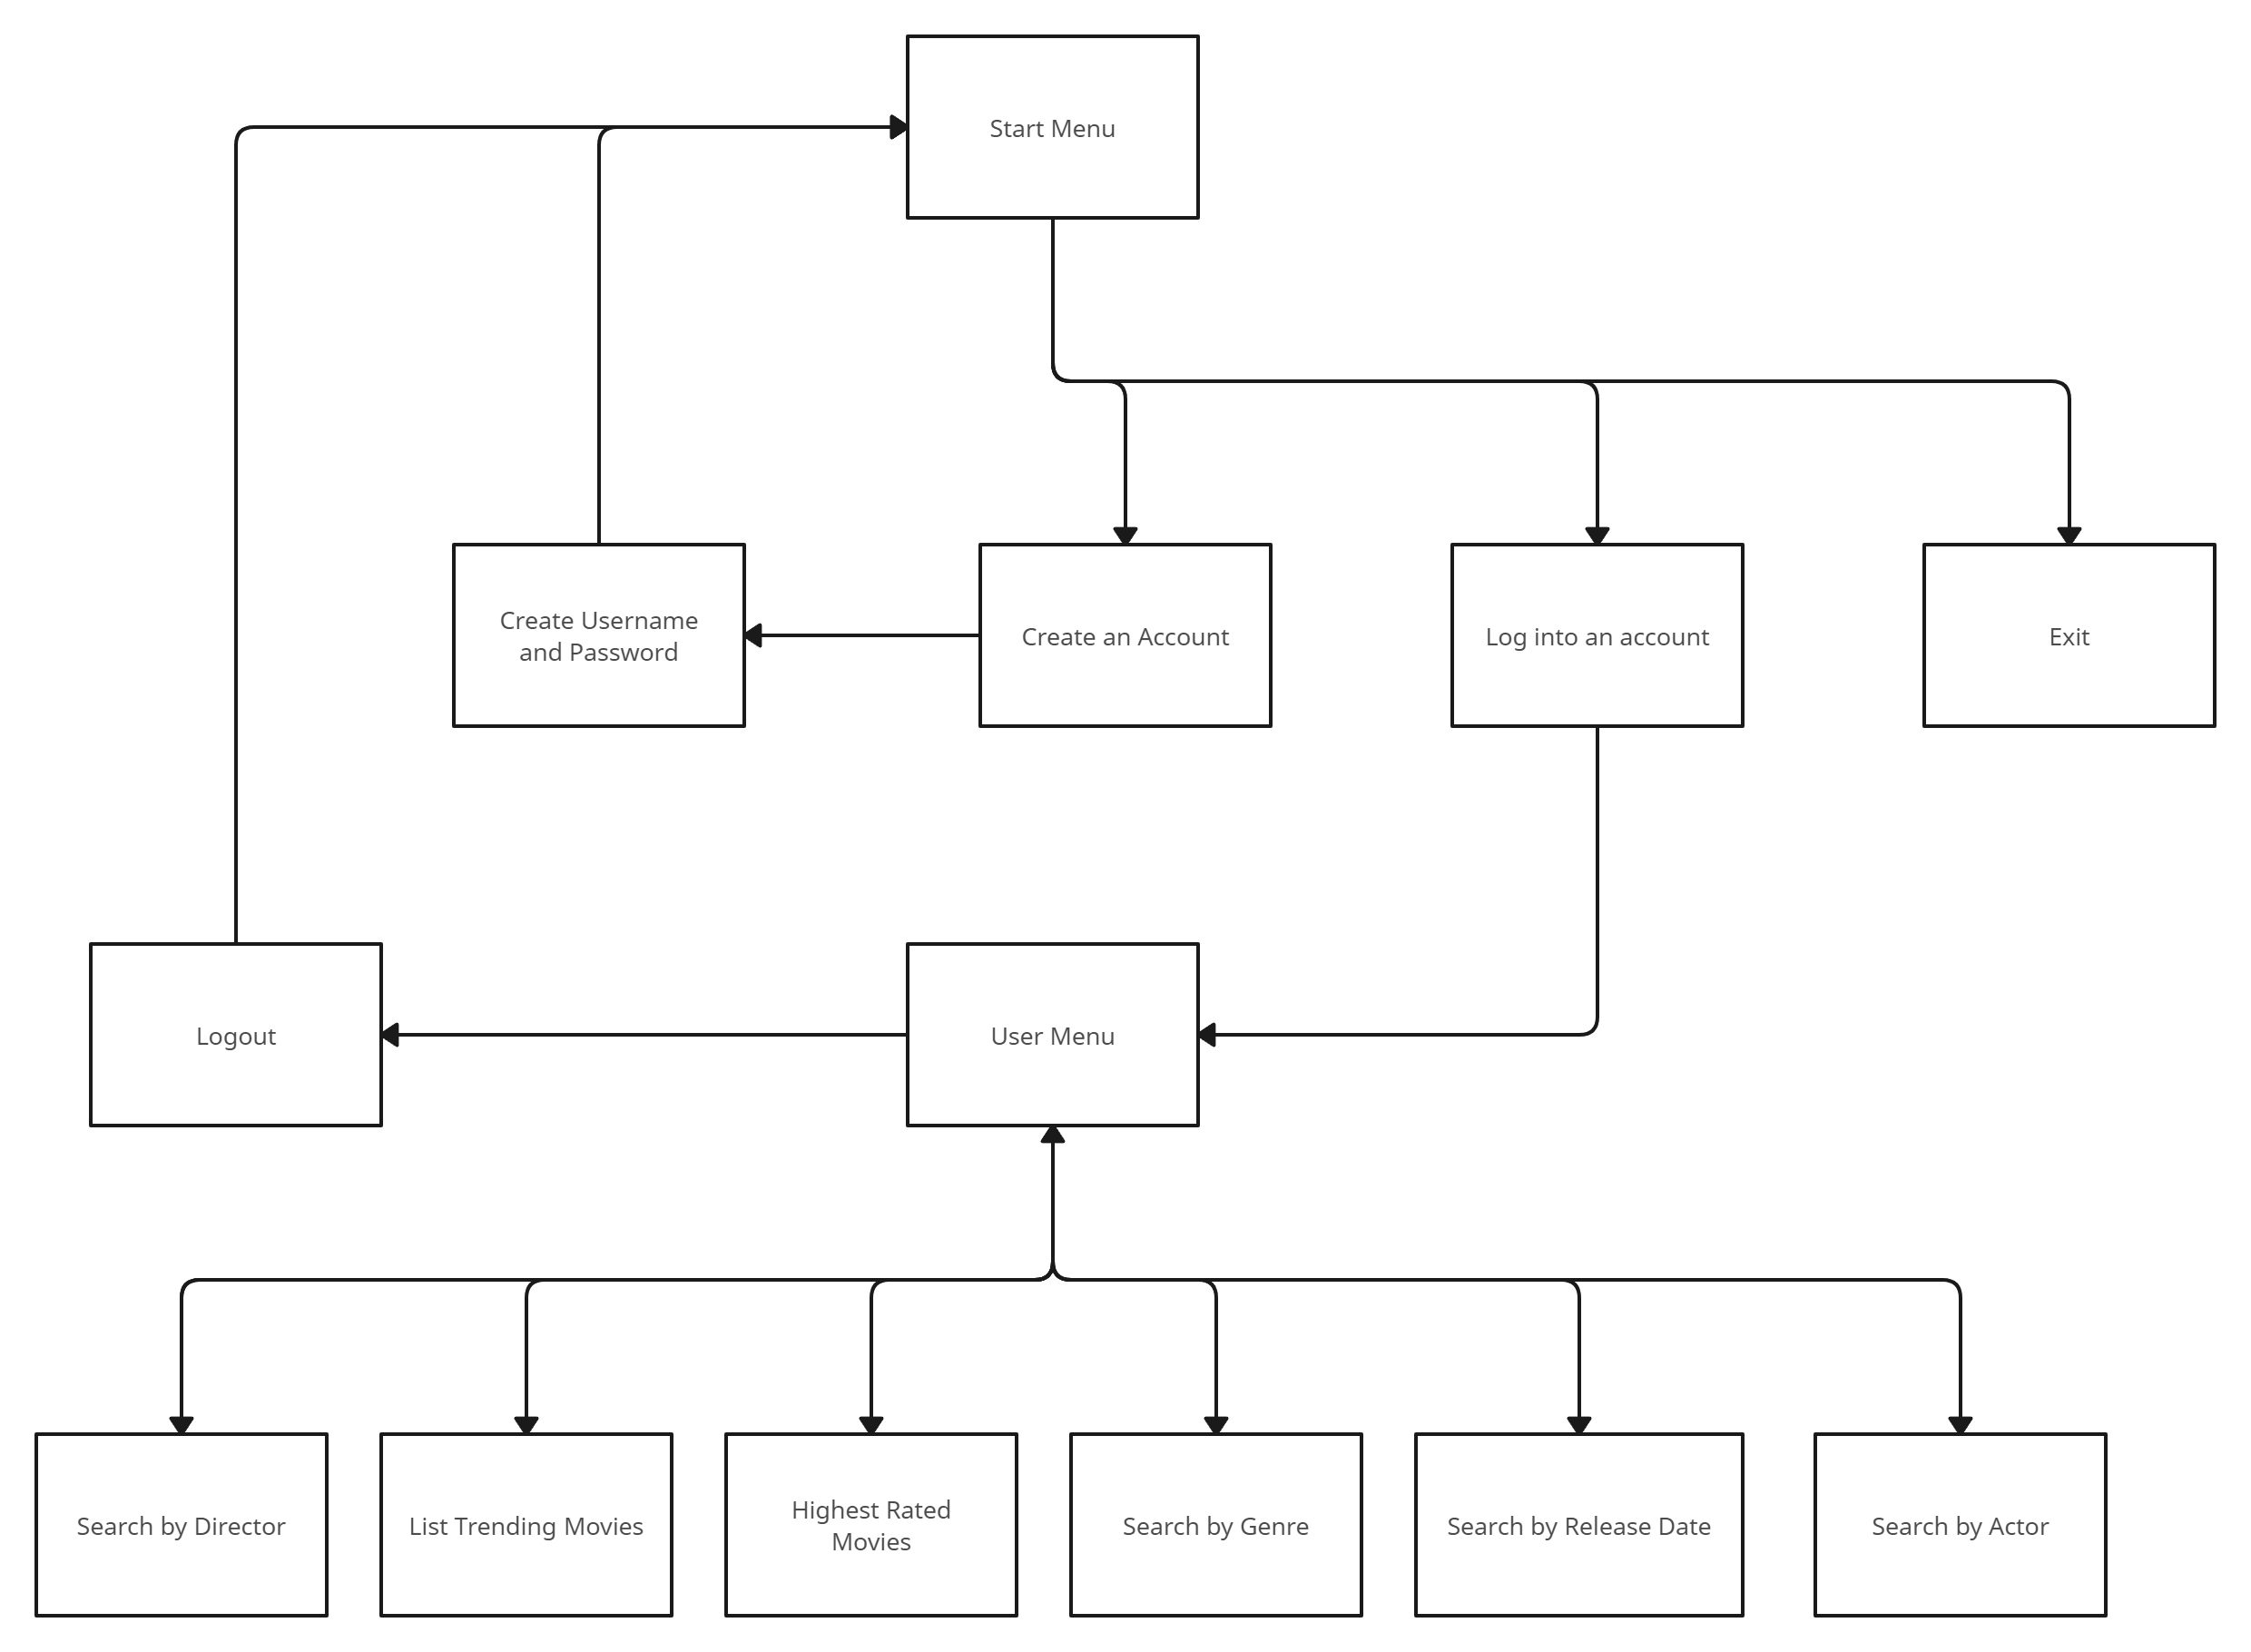 Start Menu
Create Username
and Password
Create an Account
Log into an account
Exit
Logout
User Menu
Search by Director
List Trending Movies
Highest Rated
Movies
Search by Genre
Search by Release Date
Search by Actor